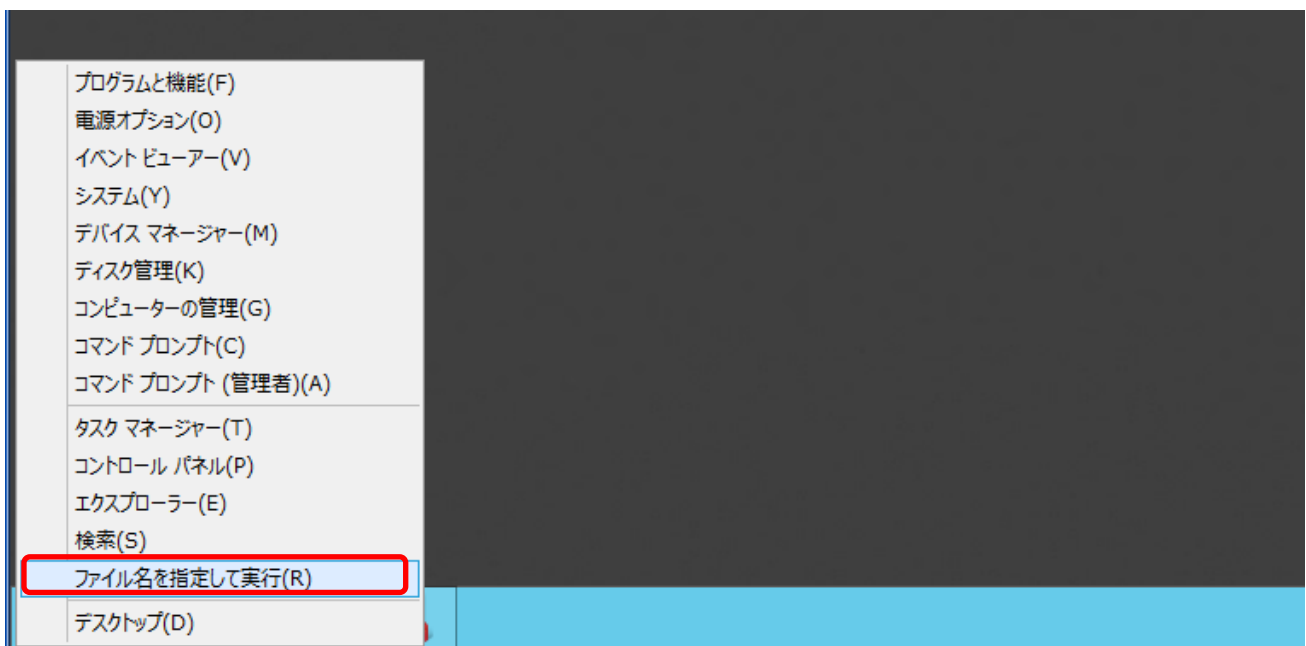 プログラムと機能(F)
電源オプション(O)
イベント ビューアー(V)
システム(Y)
デバイス マネージャー(M)
ディスク管理(K)
コンピューターの管理(G)
コマンド プロンプト(C)
コマンド プロンプト (管理者)(A)
タスク マネージャー(T)
コントロール パネル(P)
エクスプローラー(E)
検索(S)
ファイル名を指定して実行(R)
デスクトップ(D)